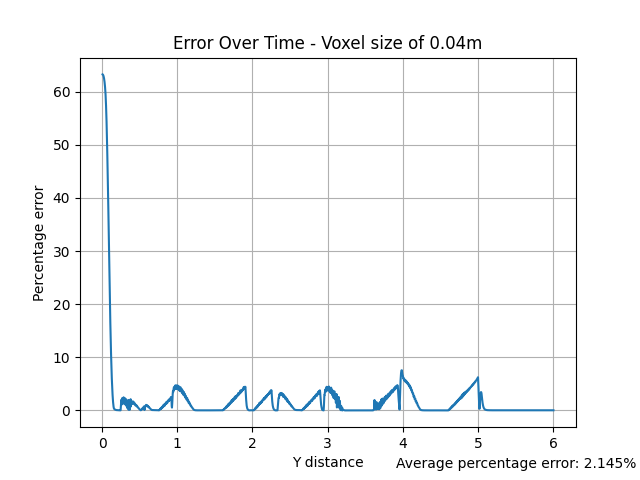 Error Over Time - Voxel size of 0.04m
Percentage error
60
50
40
30
20
10
0
0 1 2 3 4 5 6
Y distance
Average percentage error: 2.145%